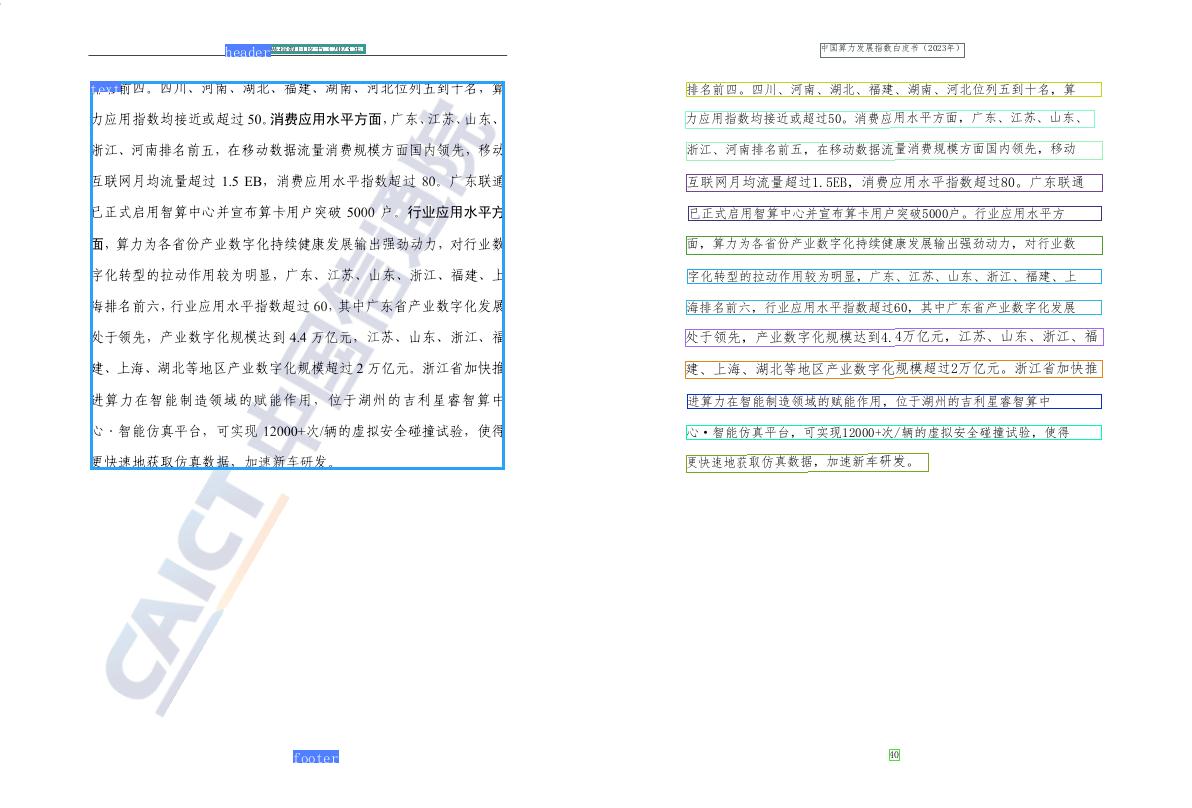 header
text
排名前四。四川、河南、湖北、福建、湖南、河北位列五到十名，算
力应用指数均接近或超过 50。消费应用水平方面，广东、江苏、山东、
浙江、河南排名前五，在移动数据流量消费规模方面国内领先，移动
互联网月均流量超过 1.5 EB，消费应用水平指数超过 80。广东联通
已正式启用智算中心并宣布算卡用户突破 5000 户。行业应用水平方
面，算力为各省份产业数字化持续健康发展输出强劲动力，对行业数
字化转型的拉动作用较为明显，广东、江苏、山东、浙江、福建、上
海排名前六，行业应用水平指数超过 60，其中广东省产业数字化发展
处于领先，产业数字化规模达到 4.4 万亿元，江苏、山东、浙江、福
建、上海、湖北等地区产业数字化规模超过 2 万亿元。浙江省加快推
进算力在智能制造领域的赋能作用，位于湖州的吉利星睿智算中
心·智能仿真平台，可实现 12000+次/辆的虚拟安全碰撞试验，使得
更快速地获取仿真数据，加速新车研发。
CAICT 中国信通院
footer
中国算力发展指数白皮书（2023年）
排名前四。四川、河南、湖北、福建、湖南、河北位列五到十名，算
力应用指数均接近或超过50。消费应用水平方面，广东、江苏、山东、
浙江、河南排名前五，在移动数据流量消费规模方面国内领先，移动
互联网月均流量超过1.5EB，消费应用水平指数超过80。广东联通
已正式启用智算中心并宣布算卡用户突破5000户。行业应用水平方
面，算力为各省份产业数字化持续健康发展输出强劲动力，对行业数
字化转型的拉动作用较为明显，广东、江苏、山东、浙江、福建、上
海排名前六，行业应用水平指数超过60，其中广东省产业数字化发展
处于领先，产业数字化规模达到4.4万亿元，江苏、山东、浙江、福
建、上海、湖北等地区产业数字化规模超过2万亿元。浙江省加快推
进算力在智能制造领域的赋能作用，位于湖州的吉利星睿智算中
心·智能仿真平台，可实现12000+次/辆的虚拟安全碰撞试验，使得
更快速地获取仿真数据，加速新车研发。
40